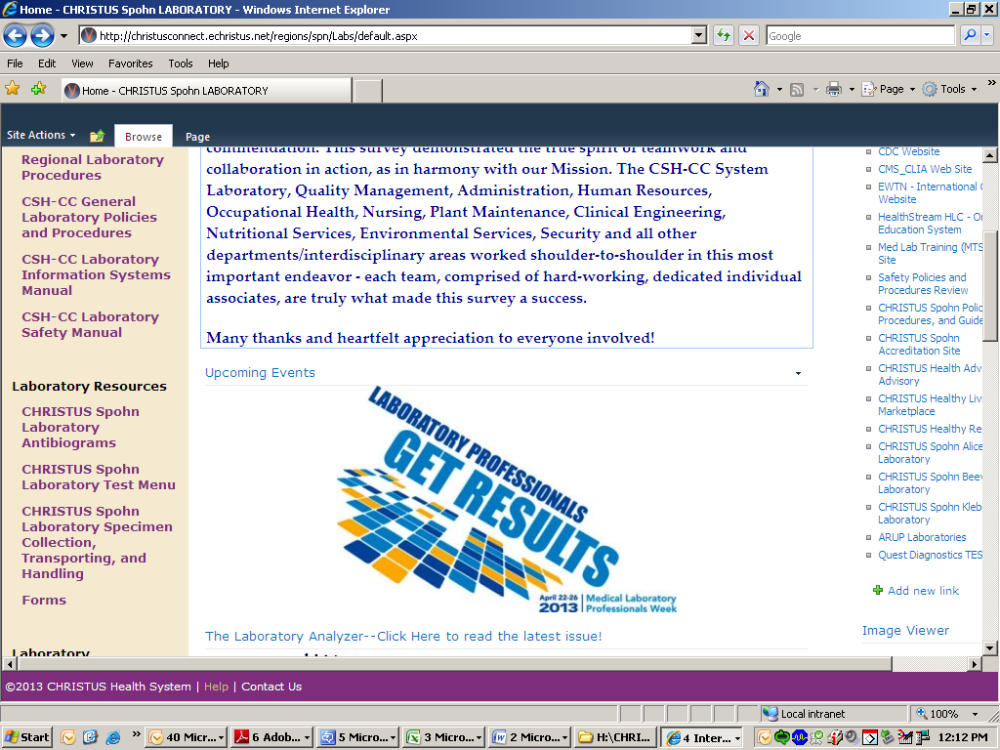 Home - CHRISTUS Spohn LABORATORY - Windows Internet Explorer
http://christusconnect.echristus.net/regions/spn/Labs/default.aspx
Google
File Edit View Favorites Tools Help
Home - CHRISTUS Spohn LABORATORY
Page Tools
Site Actions Browse Page
Regional Laboratory
Procedures
CSH-CC General
Laboratory Policies
and Procedures
CSH-CC Laboratory
Information Systems
Manual
CSH-CC Laboratory
Safety Manual
Laboratory Resources
CHRISTUS Spohn
Laboratory
Antibiograms
CHRISTUS Spohn
Laboratory Test Menu
CHRISTUS Spohn
Laboratory Specimen
Collection,
Transporting, and
Handling
Forms
Laboratory
commendation. This survey demonstrated the true spirit of teamwork and
collaboration in action, as in harmony with our Mission. The CSH-CC System
Laboratory, Quality Management, Administration, Human Resources,
Occupational Health, Nursing, Plant Maintenance, Clinical Engineering,
Nutritional Services, Environmental Services, Security and all other
departments/interdisciplinary areas worked shoulder-to-shoulder in this most
important endeavor - each team, comprised of hard-working, dedicated individual
associates, are truly what made this survey a success.
Many thanks and heartfelt appreciation to everyone involved!
Upcoming Events
LABORATORY PROFESSIONALS
GET RESULTS
April 22-26
2013
Medical Laboratory
Professionals Week
The Laboratory Analyzer--Click Here to read the latest issue!
CDC Website
CMS_CLIA Web Site
EWTN - International C
Website
HealthStream HLC - On
Education System
Med Lab Training (MTS
Site
Safety Policies and
Procedures Review
CHRISTUS Spohn Polic
Procedures, and Guide
CHRISTUS Spohn
Accreditation Site
CHRISTUS Health Adv
Advisory
CHRISTUS Healthy Liv
Marketplace
CHRISTUS Healthy Re
CHRISTUS Spohn Alice
Laboratory
CHRISTUS Spohn Beev
Laboratory
CHRISTUS Spohn Kleb
Laboratory
ARUP Laboratories
Quest Diagnostics TES
Add new link
Image Viewer
©2013 CHRISTUS Health System | Help | Contact Us
Local intranet 100%
Start 40 Micr... 6 Adob... 5 Micro... 3 Micro... 2 Micro... H:\CHRI... 4 Inter... 12:12 PM